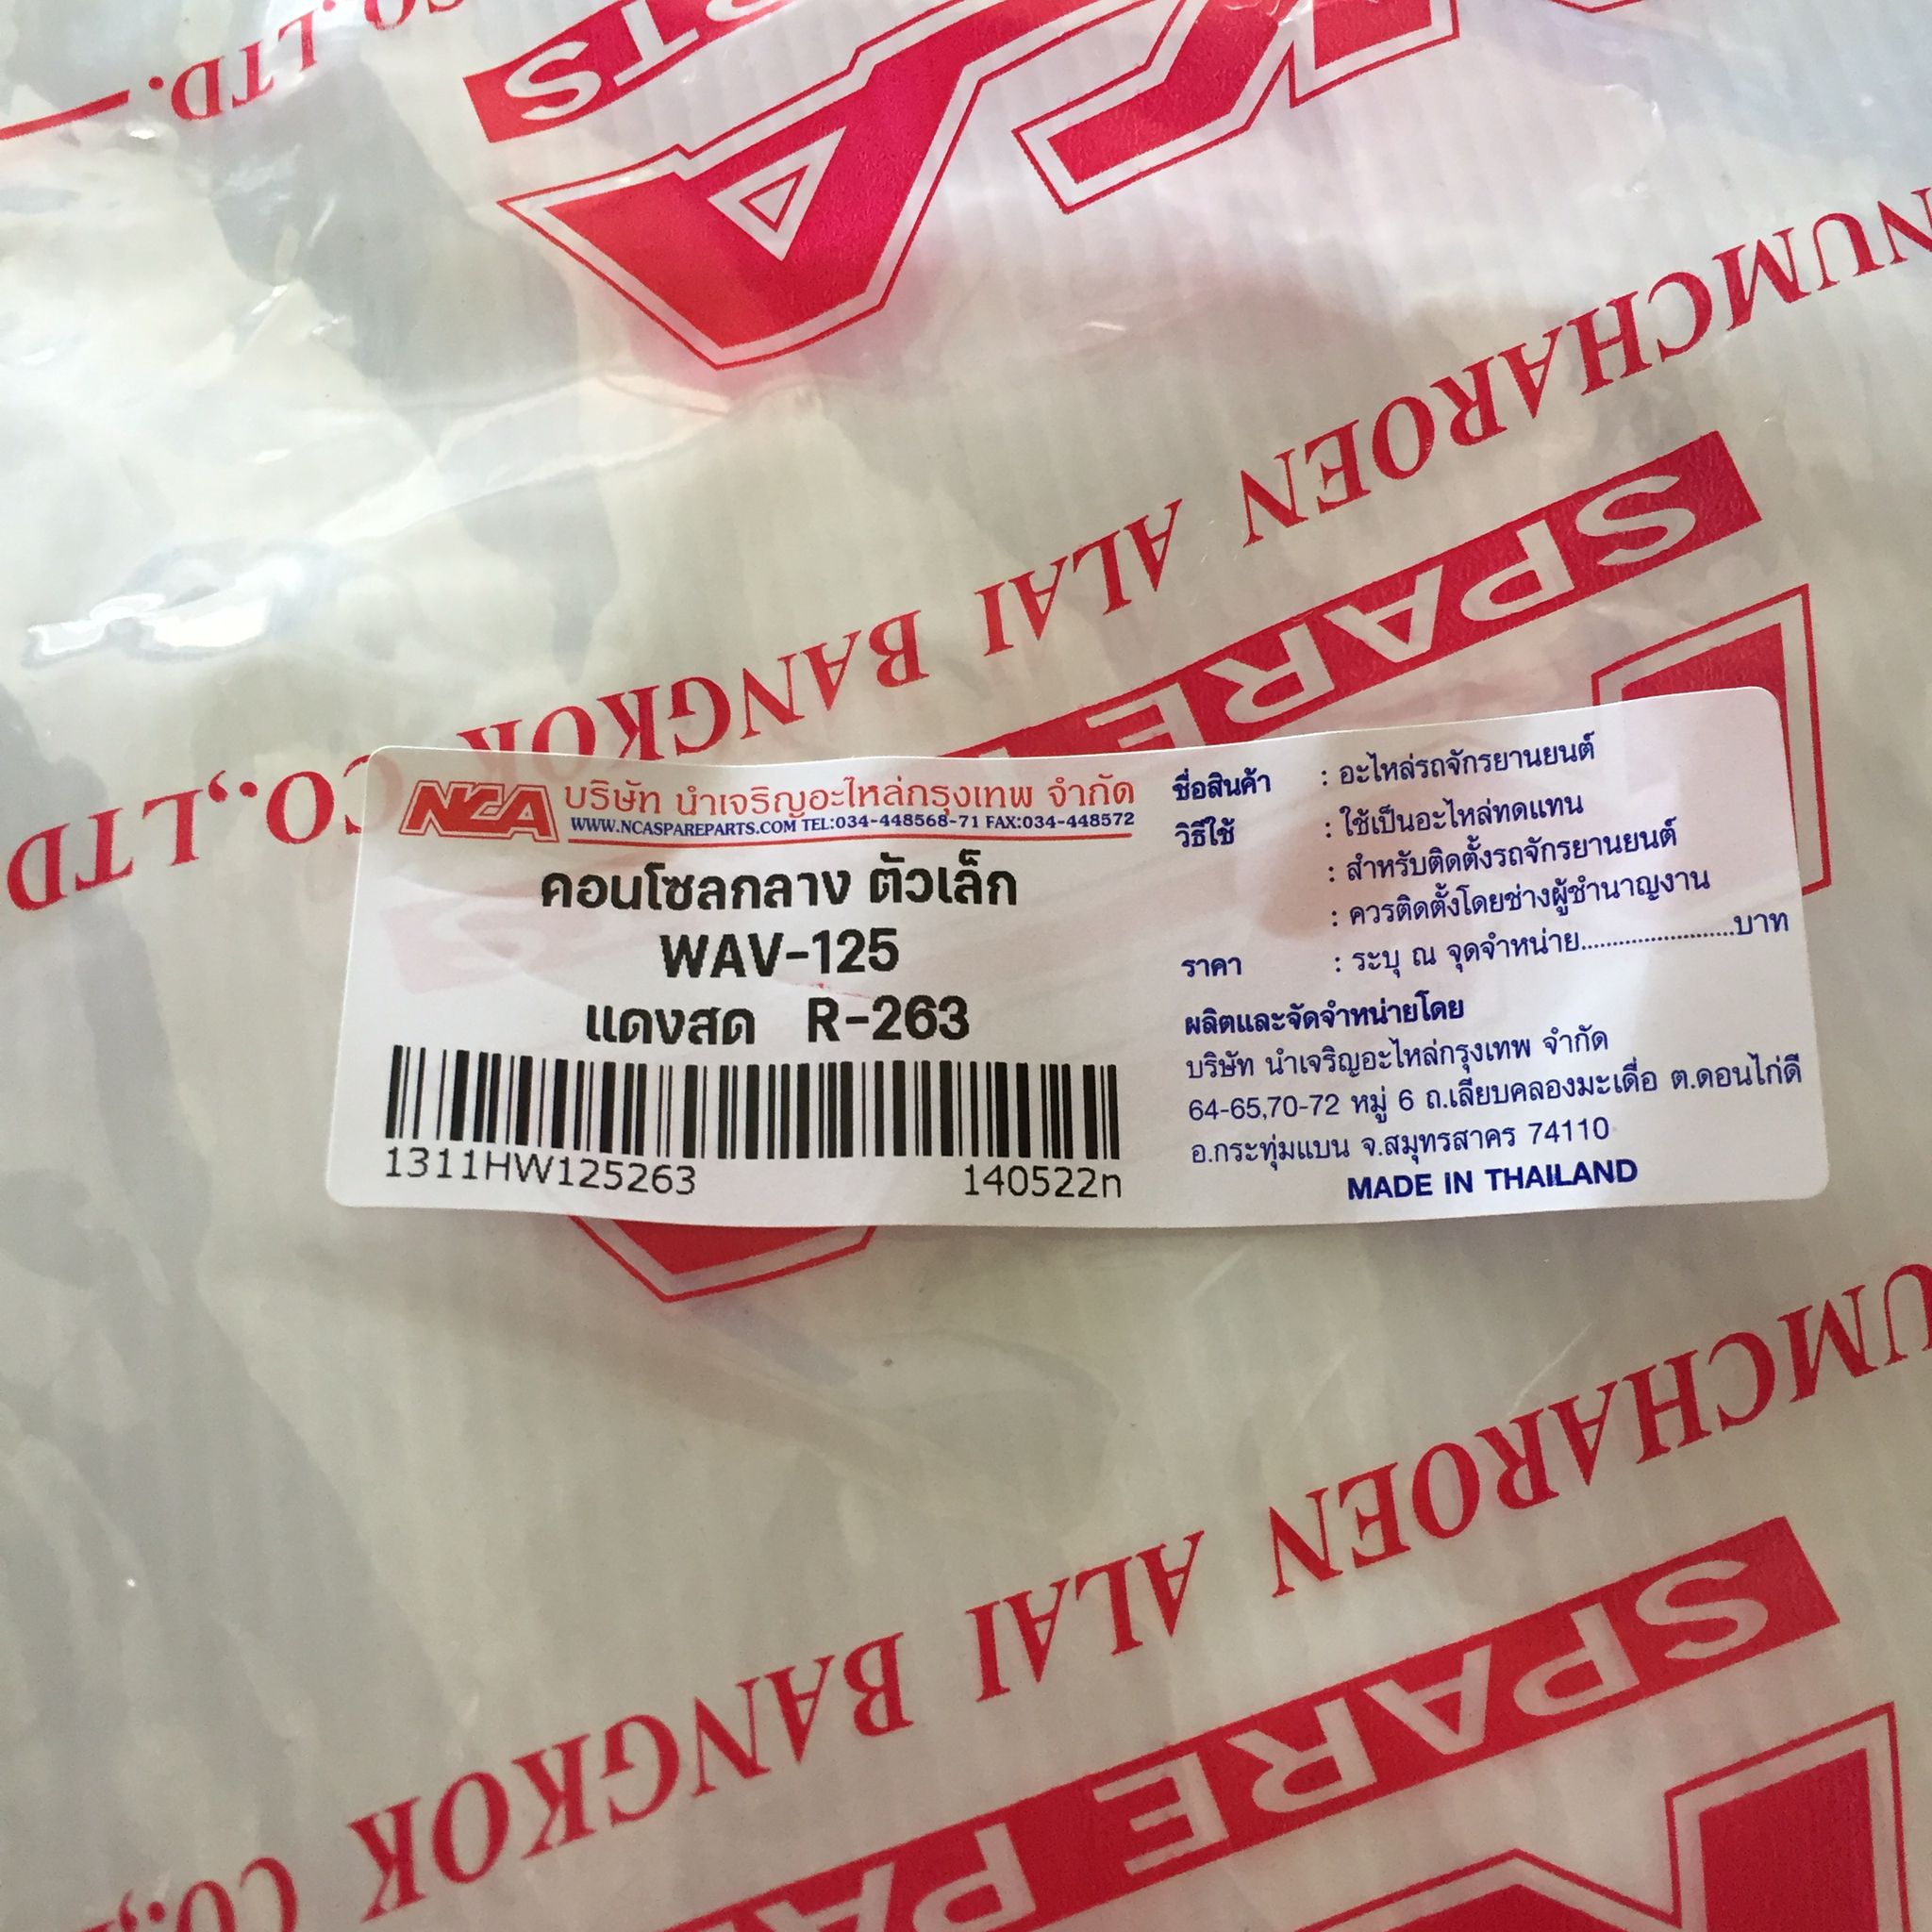 CO.,LTD.
SPARE PARTS
NUMCHAROEN ALAI BANGKOK CO.,LTD
SPARE
NCA บริษัท นำเจริญอะไหล่กรุงเทพ จำกัด
WWW.NCASPAREPARTS.COM TEL:034-448568-71 FAX:034-448572
คอนโซลกลาง ตัวเล็ก
WAV-125
แดงสด R-263
1311HW125263 140522n
ชื่อสินค้า : อะไหล่รถจักรยานยนต์
วิธีใช้ : ใช้เป็นอะไหล่ทดแทน
: สำหรับติดตั้งรถจักรยานยนต์
: ควรติดตั้งโดยช่างผู้ชำนาญงาน
ราคา : ระบุ ณ จุดจำหน่าย........................บาท
ผลิตและจัดจำหน่ายโดย
บริษัท นำเจริญอะไหล่กรุงเทพ จำกัด
64-65,70-72 หมู่ 6 ถ.เลียบคลองมะเดื่อ ต.ดอนไก่ดี
อ.กระทุ่มแบน จ.สมุทรสาคร 74110
MADE IN THAILAND
UMCHAROEN ALAI BANGKOK CO.,
SPARE PA